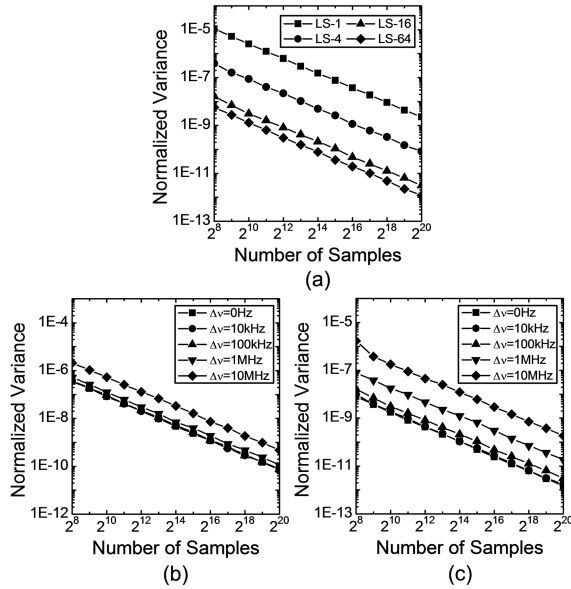 LS-1 LS-16
LS-4 LS-64
1E-5
1E-7
1E-9
1E-11
1E-13
Normalized Variance
2^8 2^10 2^12 2^14 2^16 2^18 2^20
Number of Samples
(a)
Δν=0Hz
Δν=10kHz
Δν=100kHz
Δν=1MHz
Δν=10MHz
1E-4
1E-6
1E-8
1E-10
1E-12
Normalized Variance
2^8 2^10 2^12 2^14 2^16 2^18 2^20
Number of Samples
(b)
Δν=0Hz
Δν=10kHz
Δν=100kHz
Δν=1MHz
Δν=10MHz
1E-5
1E-7
1E-9
1E-11
1E-13
Normalized Variance
2^8 2^10 2^12 2^14 2^16 2^18 2^20
Number of Samples
(c)